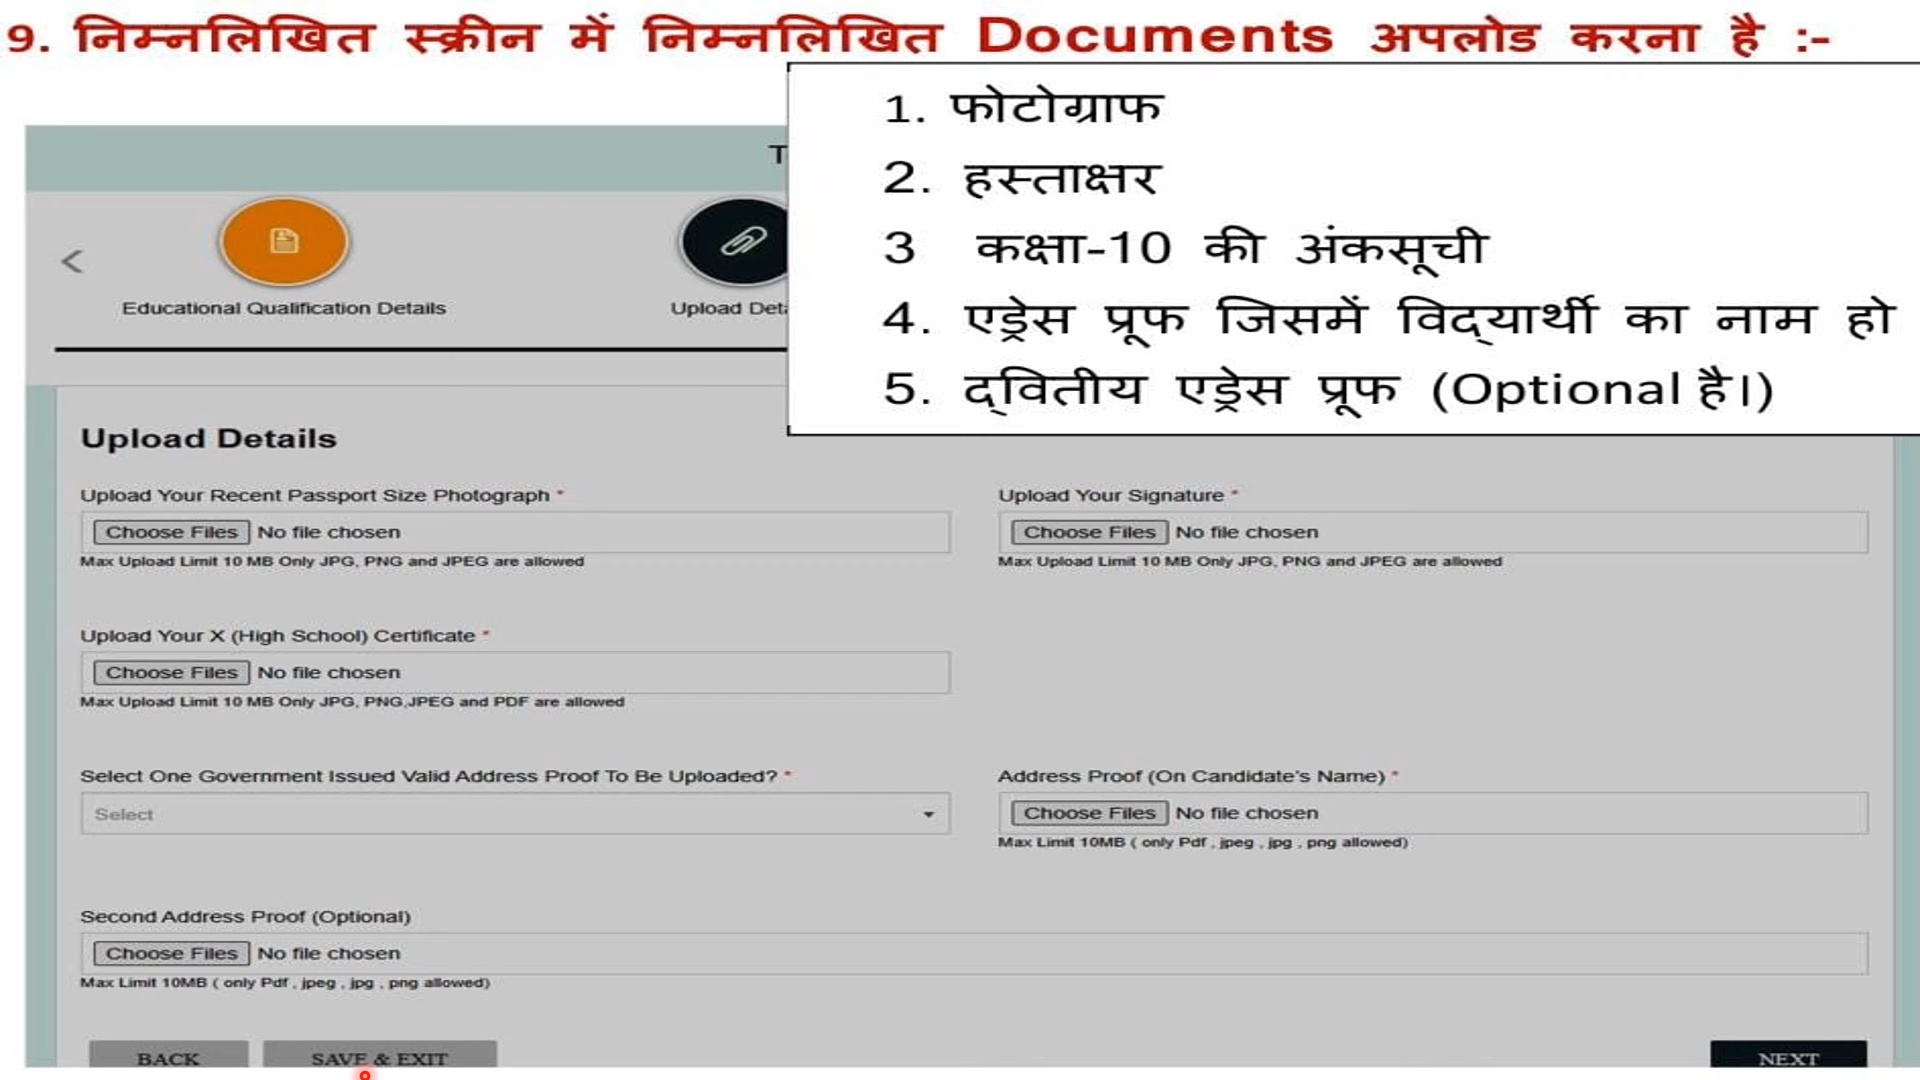 9. निम्नलिखित स्क्रीन में निम्नलिखित Documents अपलोड करना है :-
1. फोटोग्राफ
2. हस्ताक्षर
3 कक्षा-10 की अंकसूची
4. एड्रेस प्रूफ जिसमें विद्यार्थी का नाम हो
5. द्वितीय एड्रेस प्रूफ (Optional है।)
Educational Qualification Details
Upload
Upload Details
Upload Your Recent Passport Size Photograph *
Upload Your Signature *
Choose Files No file chosen
Choose Files No file chosen
Max Upload Limit 10 MB Only JPG, PNG and JPEG are allowed
Max Upload Limit 10 MB Only JPG, PNG and JPEG are allowed
Upload Your X (High School) Certificate *
Choose Files No file chosen
Max Upload Limit 10 MB Only JPG, PNG,JPEG and PDF are allowed
Select One Government Issued Valid Address Proof To Be Uploaded? *
Address Proof (On Candidate's Name) *
Select
Choose Files No file chosen
Max Limit 10MB ( only Pdf , jpeg , jpg , png allowed)
Second Address Proof (Optional)
Choose Files No file chosen
Max Limit 10MB ( only Pdf , jpeg , jpg , png allowed)
BACK
SAVE & EXIT
NEXT